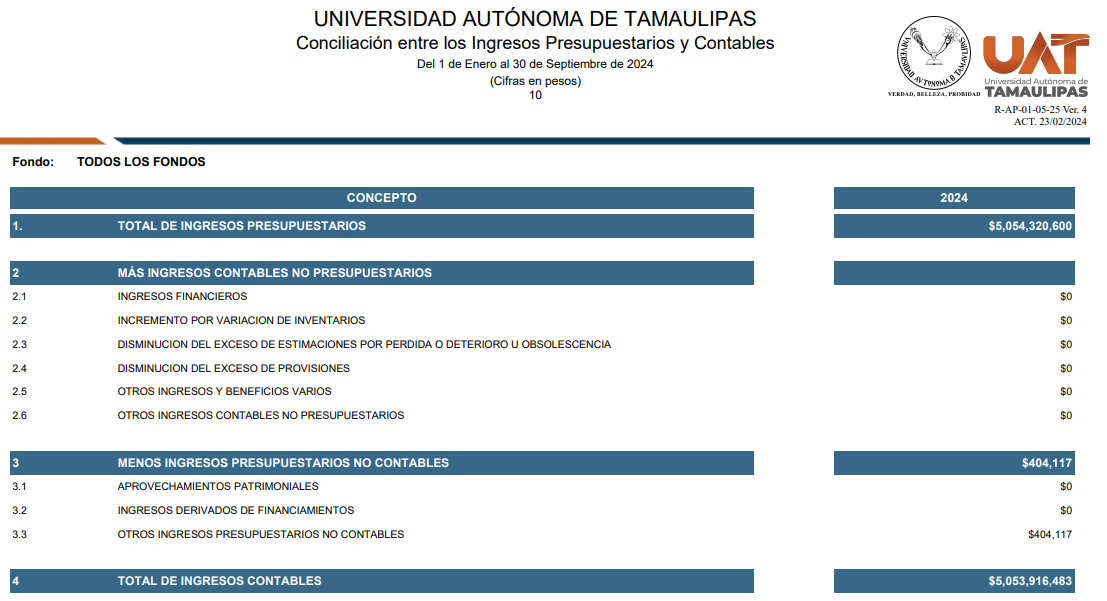 UNIVERSIDAD AUTÓNOMA DE TAMAULIPAS
Conciliación entre los Ingresos Presupuestarios y Contables
Del 1 de Enero al 30 de Septiembre de 2024
(Cifras en pesos)
10
UNIVERSIDAD AUTONOMA DE TAMAULIPAS
VERDAD, BELLEZA, PROBIDAD
UAT
Universidad Autónoma de
TAMAULIPAS
R-AP-01-05-25 Ver. 4
ACT. 23/02/2024
Fondo: TODOS LOS FONDOS
CONCEPTO 2024
1. TOTAL DE INGRESOS PRESUPUESTARIOS $5,054,320,600
2 MÁS INGRESOS CONTABLES NO PRESUPUESTARIOS
2.1 INGRESOS FINANCIEROS $0
2.2 INCREMENTO POR VARIACION DE INVENTARIOS $0
2.3 DISMINUCION DEL EXCESO DE ESTIMACIONES POR PERDIDA O DETERIORO U OBSOLESCENCIA $0
2.4 DISMINUCION DEL EXCESO DE PROVISIONES $0
2.5 OTROS INGRESOS Y BENEFICIOS VARIOS $0
2.6 OTROS INGRESOS CONTABLES NO PRESUPUESTARIOS $0
3 MENOS INGRESOS PRESUPUESTARIOS NO CONTABLES $404,117
3.1 APROVECHAMIENTOS PATRIMONIALES $0
3.2 INGRESOS DERIVADOS DE FINANCIAMIENTOS $0
3.3 OTROS INGRESOS PRESUPUESTARIOS NO CONTABLES $404,117
4 TOTAL DE INGRESOS CONTABLES $5,053,916,483